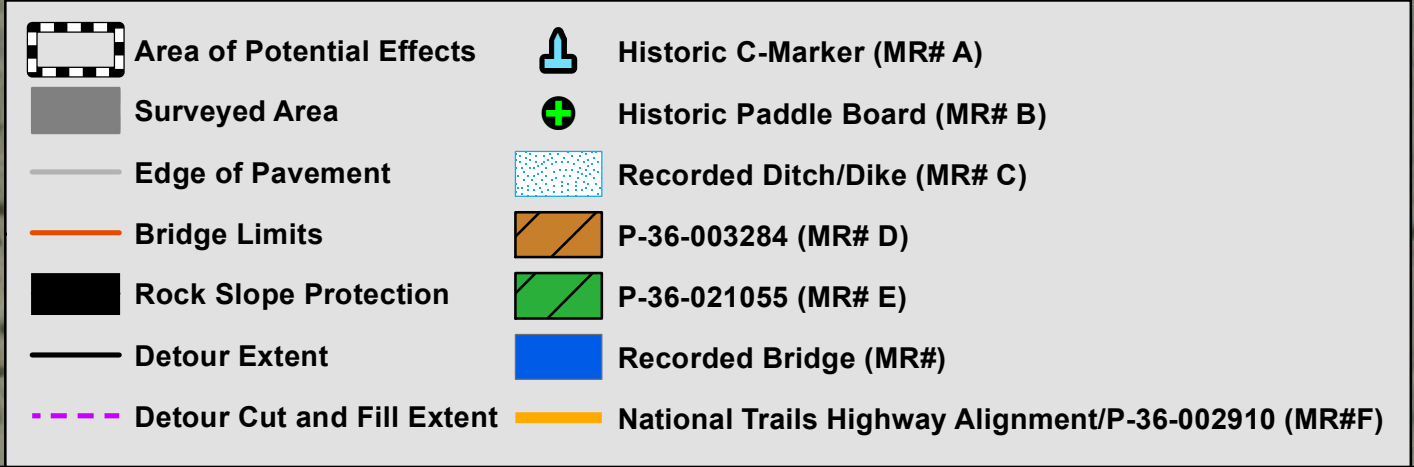 Area of Potential Effects
Surveyed Area
Edge of Pavement
Bridge Limits
Rock Slope Protection
Detour Extent
Detour Cut and Fill Extent
Historic C-Marker (MR# A)
Historic Paddle Board (MR# B)
Recorded Ditch/Dike (MR# C)
P-36-003284 (MR# D)
P-36-021055 (MR# E)
Recorded Bridge (MR#)
National Trails Highway Alignment/P-36-002910 (MR#F)